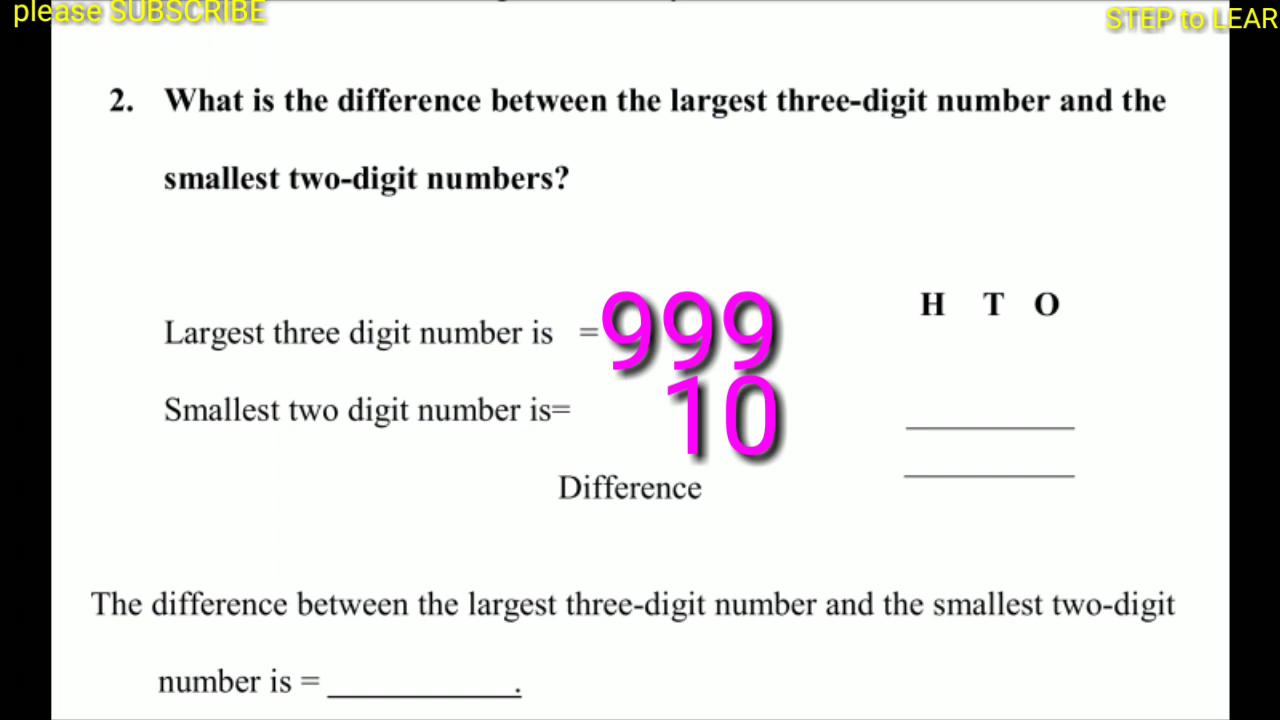 please SUBSCRIBE
STEP to LEAR
2. What is the difference between the largest three-digit number and the
smallest two-digit numbers?
H T O
Largest three digit number is =999
Smallest two digit number is= 10
Difference
The difference between the largest three-digit number and the smallest two-digit
number is = __________.